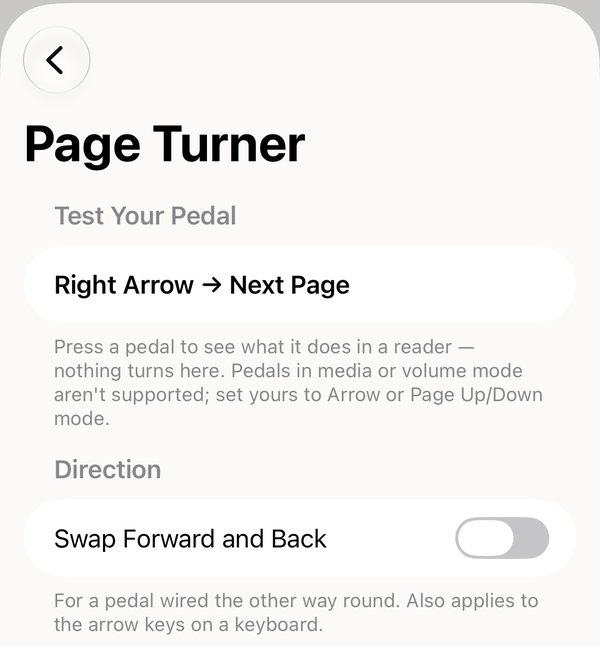 Page Turner
Test Your Pedal
Right Arrow → Next Page
Press a pedal to see what it does in a reader —
nothing turns here. Pedals in media or volume mode
aren't supported; set yours to Arrow or Page Up/Down
mode.
Direction
Swap Forward and Back
For a pedal wired the other way round. Also applies to
the arrow keys on a keyboard.